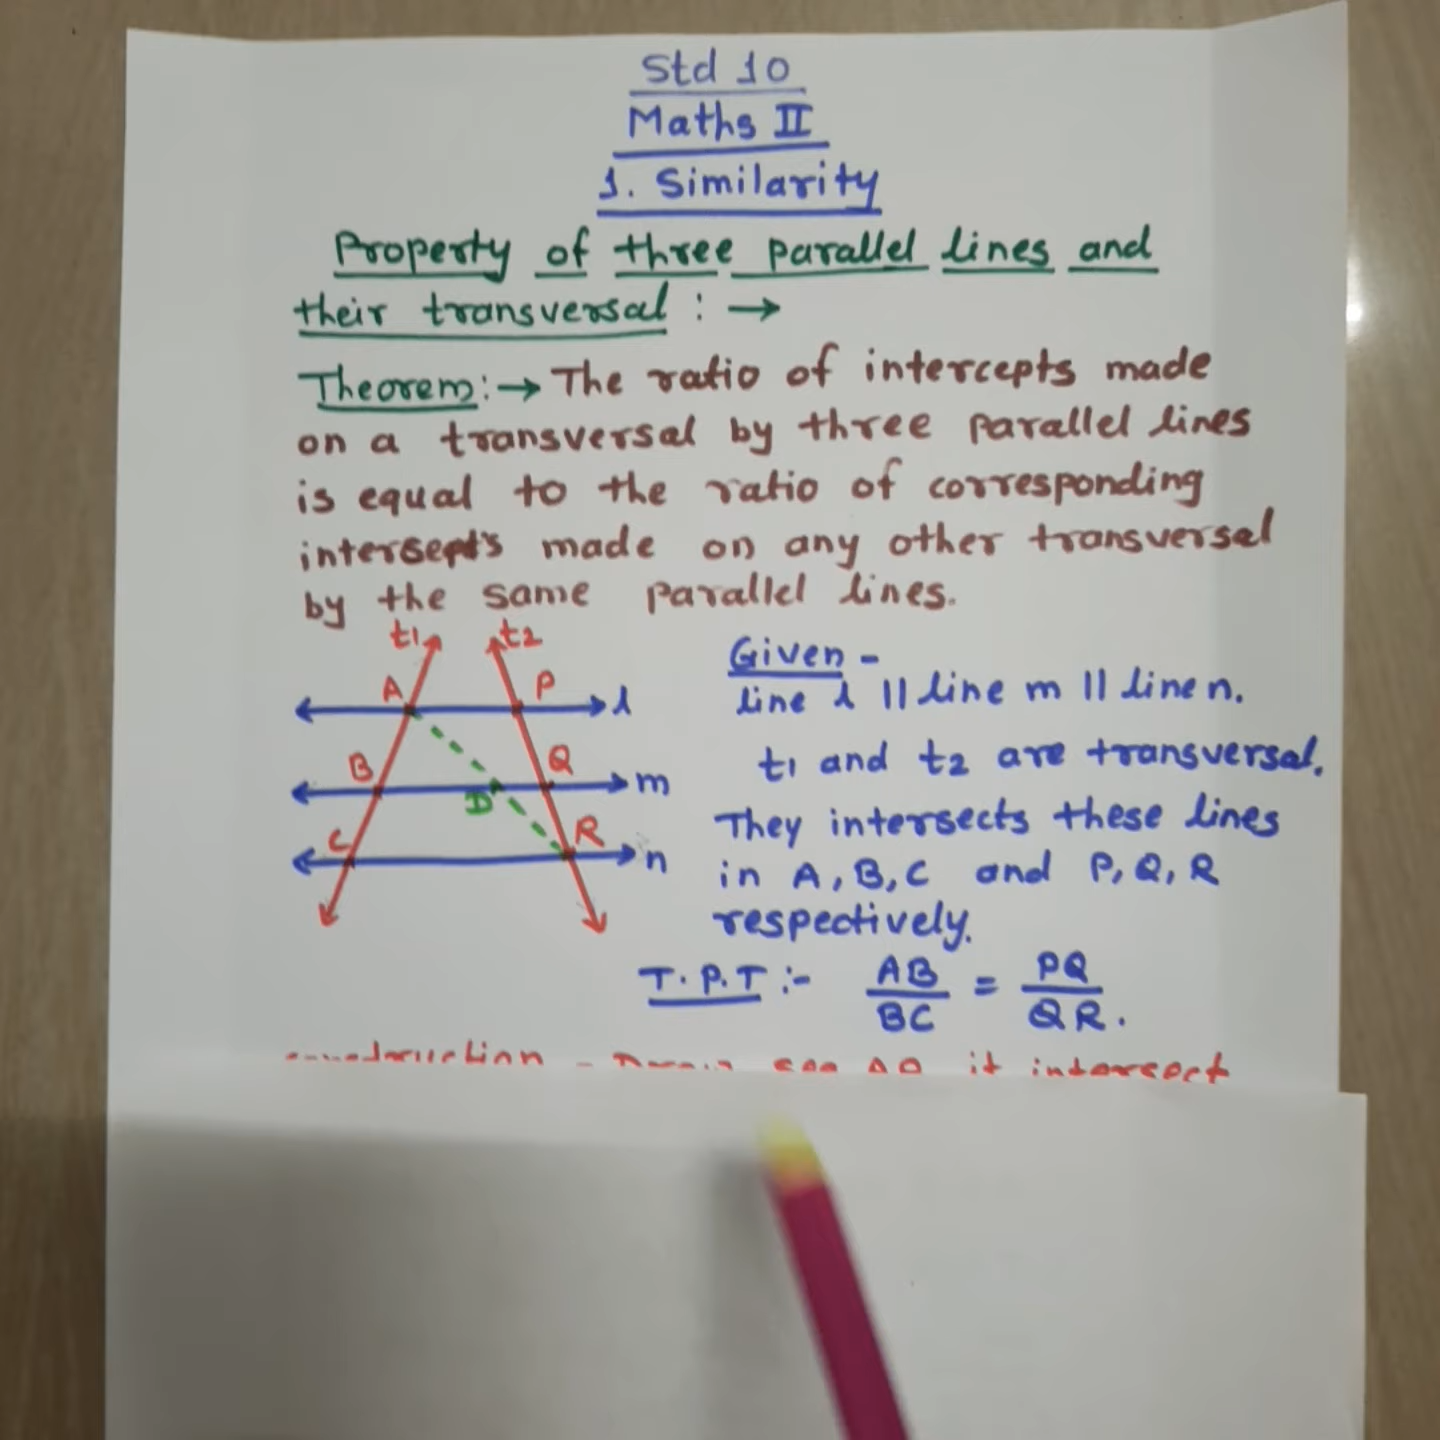 Std 10
Maths II
1. Similarity
Property of three parallel lines and
their transversal : →
Theorem:→ The ratio of intercepts made
on a transversal by three parallel lines
is equal to the ratio of corresponding
intersepts made on any other transversal
by the same parallel lines.
t1 t2
A P l
B Q m
D
C R n
Given -
line l || line m || line n.
t1 and t2 are transversal.
They intersects these lines
in A, B, C and P, Q, R
respectively.
T.P.T :- AB/BC = PQ/QR.
it intersect